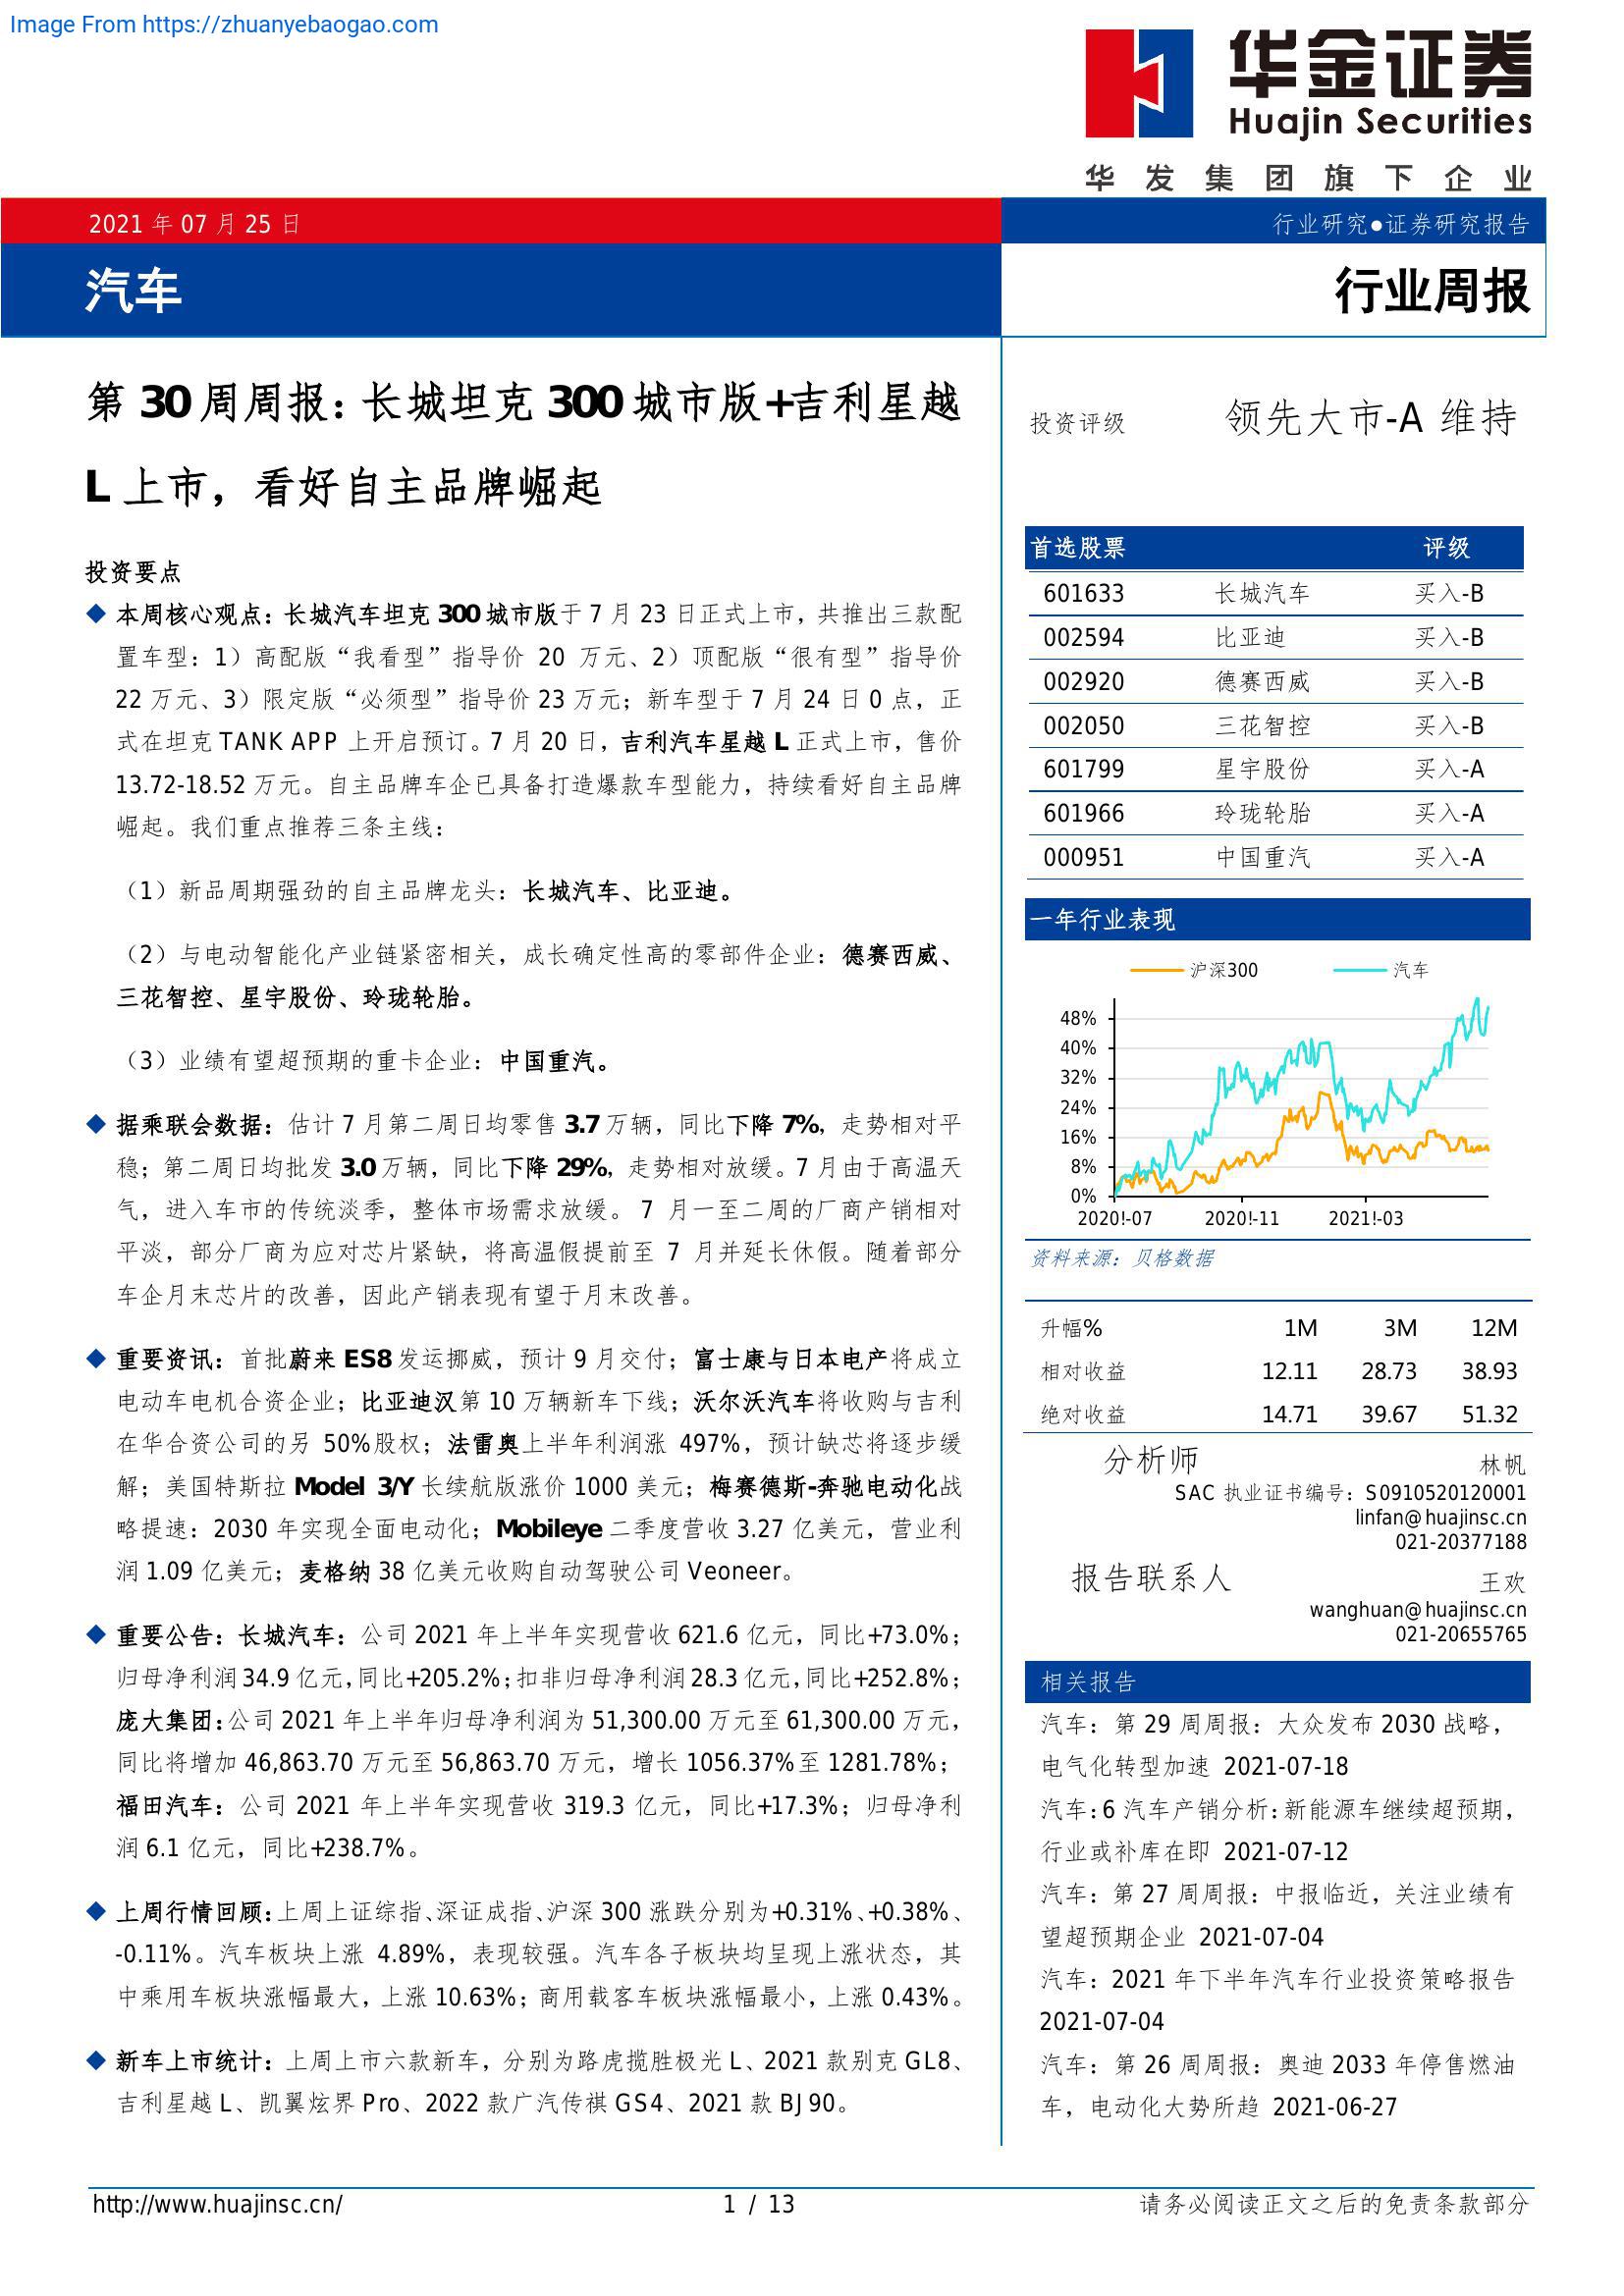 Image From https://zhuanyebaogao.com
华金证券
Huajin Securities
华发集团旗下企业
2021 年 07 月 25 日
行业研究●证券研究报告
汽车
行业周报
第 30 周周报：长城坦克 300 城市版+吉利星越
L 上市，看好自主品牌崛起
投资要点
◆ 本周核心观点：长城汽车坦克 300 城市版于 7 月 23 日正式上市，共推出三款配
置车型：1）高配版“我看型”指导价 20 万元、2）顶配版“很有型”指导价
22 万元、3）限定版“必须型”指导价 23 万元；新车型于 7 月 24 日 0 点，正
式在坦克 TANK APP 上开启预订。7 月 20 日，吉利汽车星越 L 正式上市，售价
13.72-18.52 万元。自主品牌车企已具备打造爆款车型能力，持续看好自主品牌
崛起。我们重点推荐三条主线：
（1）新品周期强劲的自主品牌龙头：长城汽车、比亚迪。
（2）与电动智能化产业链紧密相关，成长确定性高的零部件企业：德赛西威、
三花智控、星宇股份、玲珑轮胎。
（3）业绩有望超预期的重卡企业：中国重汽。
◆ 据乘联会数据：估计 7 月第二周日均零售 3.7 万辆，同比下降 7%，走势相对平
稳；第二周日均批发 3.0 万辆，同比下降 29%，走势相对放缓。7 月由于高温天
气，进入车市的传统淡季，整体市场需求放缓。 7 月一至二周的厂商产销相对
平淡，部分厂商为应对芯片紧缺，将高温假提前至 7 月并延长休假。随着部分
车企月末芯片的改善，因此产销表现有望于月末改善。
◆ 重要资讯：首批蔚来 ES8 发运挪威，预计 9 月交付；富士康与日本电产将成立
电动车电机合资企业；比亚迪汉第 10 万辆新车下线；沃尔沃汽车将收购与吉利
在华合资公司的另 50%股权；法雷奥上半年利润涨 497%，预计缺芯将逐步缓
解；美国特斯拉 Model 3/Y 长续航版涨价 1000 美元；梅赛德斯-奔驰电动化战
略提速：2030 年实现全面电动化；Mobileye 二季度营收 3.27 亿美元，营业利
润 1.09 亿美元；麦格纳 38 亿美元收购自动驾驶公司 Veoneer。
◆ 重要公告：长城汽车：公司 2021 年上半年实现营收 621.6 亿元，同比+73.0%；
归母净利润 34.9 亿元，同比+205.2%；扣非归母净利润 28.3 亿元，同比+252.8%；
庞大集团：公司 2021 年上半年归母净利润为 51,300.00 万元至 61,300.00 万元，
同比将增加 46,863.70 万元至 56,863.70 万元，增长 1056.37%至 1281.78%；
福田汽车：公司 2021 年上半年实现营收 319.3 亿元，同比+17.3%；归母净利
润 6.1 亿元，同比+238.7%。
◆ 上周行情回顾：上周上证综指、深证成指、沪深 300 涨跌分别为+0.31%、+0.38%、
-0.11%。汽车板块上涨 4.89%，表现较强。汽车各子板块均呈现上涨状态，其
中乘用车板块涨幅最大，上涨 10.63%；商用载客车板块涨幅最小，上涨 0.43%。
◆ 新车上市统计：上周上市六款新车，分别为路虎揽胜极光 L、2021 款别克 GL8、
吉利星越 L、凯翼炫界 Pro、2022 款广汽传祺 GS4、2021 款 BJ90。
投资评级 领先大市-A 维持
首选股票 评级
601633 长城汽车 买入-B
002594 比亚迪 买入-B
002920 德赛西威 买入-B
002050 三花智控 买入-B
601799 星宇股份 买入-A
601966 玲珑轮胎 买入-A
000951 中国重汽 买入-A
一年行业表现
沪深300 汽车
48%
40%
32%
24%
16%
8%
0%
2020!-07 2020!-11 2021!-03
资料来源：贝格数据
升幅% 1M 3M 12M
相对收益 12.11 28.73 38.93
绝对收益 14.71 39.67 51.32
分析师 林帆
SAC 执业证书编号：S0910520120001
linfan@huajinsc.cn
021-20377188
报告联系人 王欢
wanghuan@huajinsc.cn
021-20655765
相关报告
汽车：第 29 周周报：大众发布 2030 战略，
电气化转型加速 2021-07-18
汽车：6 汽车产销分析：新能源车继续超预期，
行业或补库在即 2021-07-12
汽车：第 27 周周报：中报临近，关注业绩有
望超预期企业 2021-07-04
汽车：2021 年下半年汽车行业投资策略报告
2021-07-04
汽车：第 26 周周报：奥迪 2033 年停售燃油
车，电动化大势所趋 2021-06-27
http://www.huajinsc.cn/ 1 / 13 请务必阅读正文之后的免责条款部分